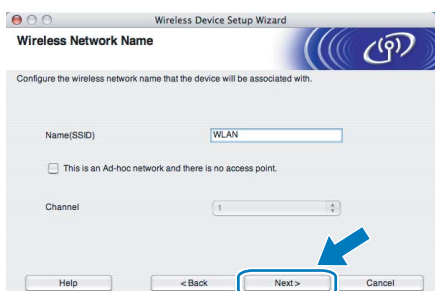 Wireless Device Setup Wizard
Wireless Network Name
Configure the wireless network name that the device will be associated with.
Name(SSID) WLAN
This is an Ad-hoc network and there is no access point.
Channel 1
Help < Back Next > Cancel